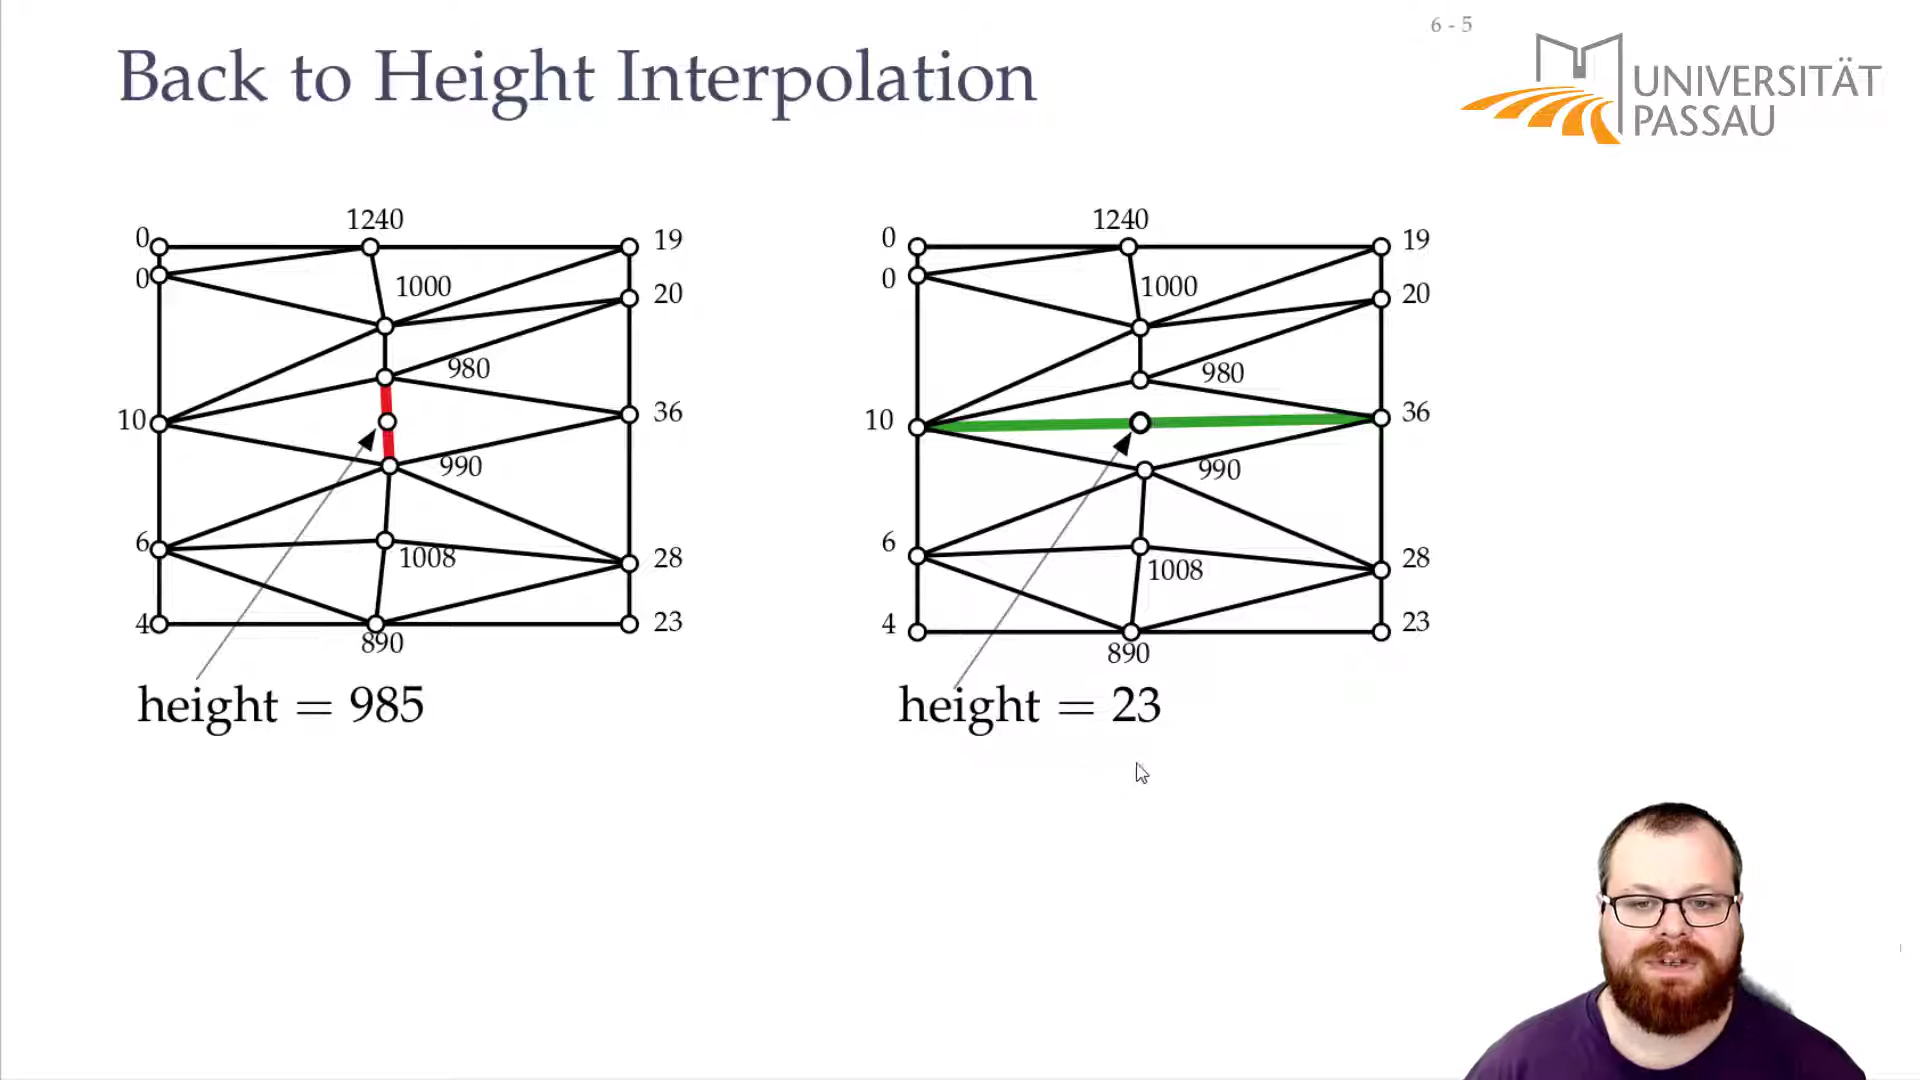 6 - 5
Back to Height Interpolation
UNIVERSITÄT
PASSAU
0 1240 19
0 1000 20
980
10 36
990
6 1008 28
4 890 23
height = 985
0 1240 19
0 1000 20
980
10 36
990
6 1008 28
4 890 23
height = 23